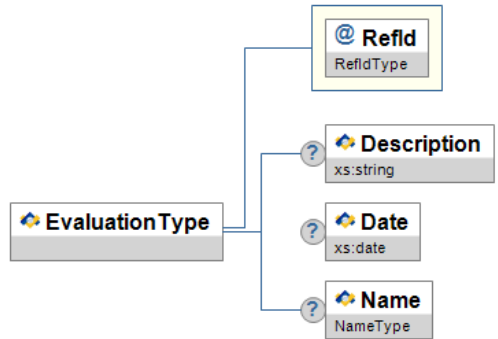 @ RefId
RefIdType
? Description
xs:string
EvaluationType
? Date
xs:date
? Name
NameType